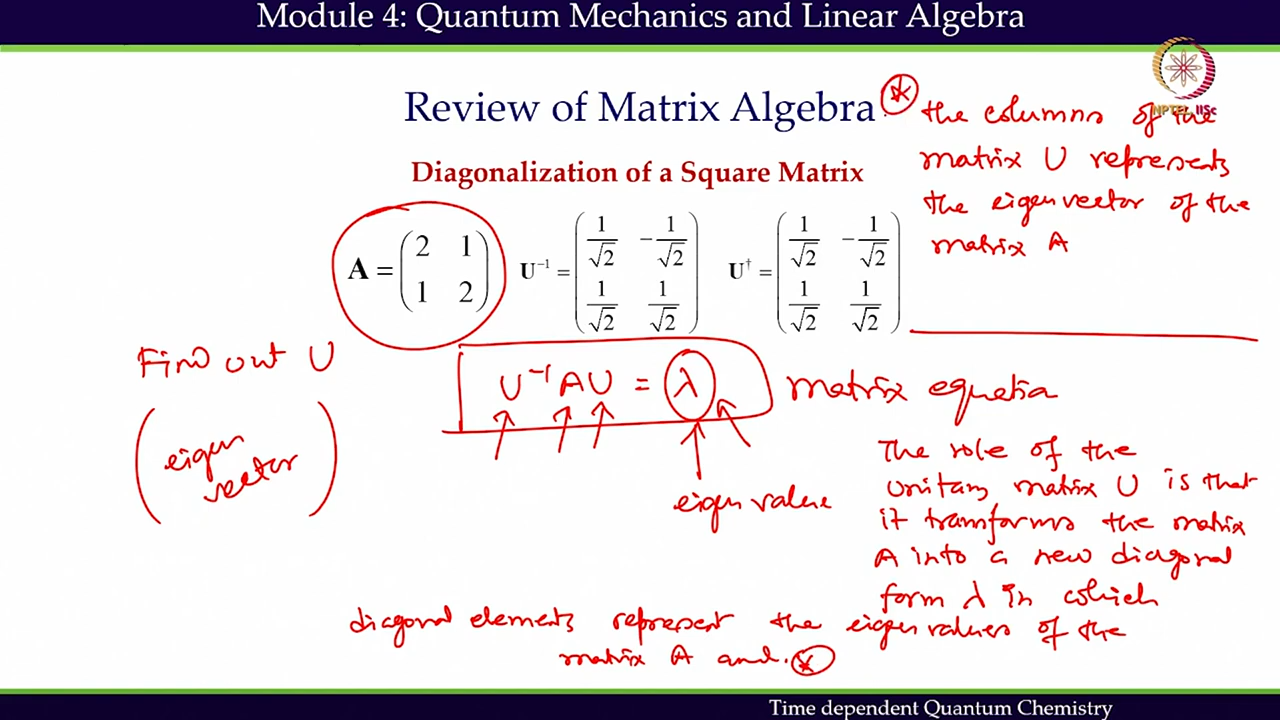 Module 4: Quantum Mechanics and Linear Algebra
NPTEL IISc
Review of Matrix Algebra
Diagonalization of a Square Matrix
* the columns of the
matrix U represents
the eigenvector of the
matrix A
A = (2 1; 1 2) U⁻¹ = (1/√2 −1/√2; 1/√2 1/√2) U† = (1/√2 −1/√2; 1/√2 1/√2)
Find out U
(eigen
vector)
U⁻¹ A U = λ matrix equation
eigen value
The role of the
Unitary matrix U is that
it transforms the matrix
A into a new diagonal
form λ in which
diagonal elements represent the eigenvalues of the
matrix A and. *
Time dependent Quantum Chemistry